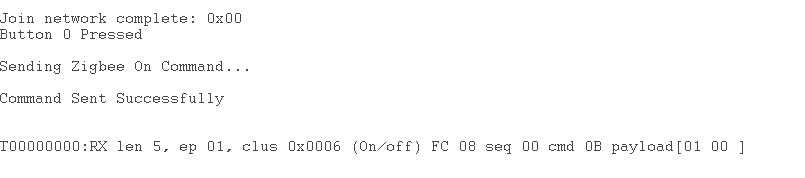 Join network complete: 0x00
Button 0 Pressed
Sending Zigbee On Command...
Command Sent Successfully
T00000000:RX len 5, ep 01, clus 0x0006 (On/off) FC 08 seq 00 cmd 0B payload[01 00 ]